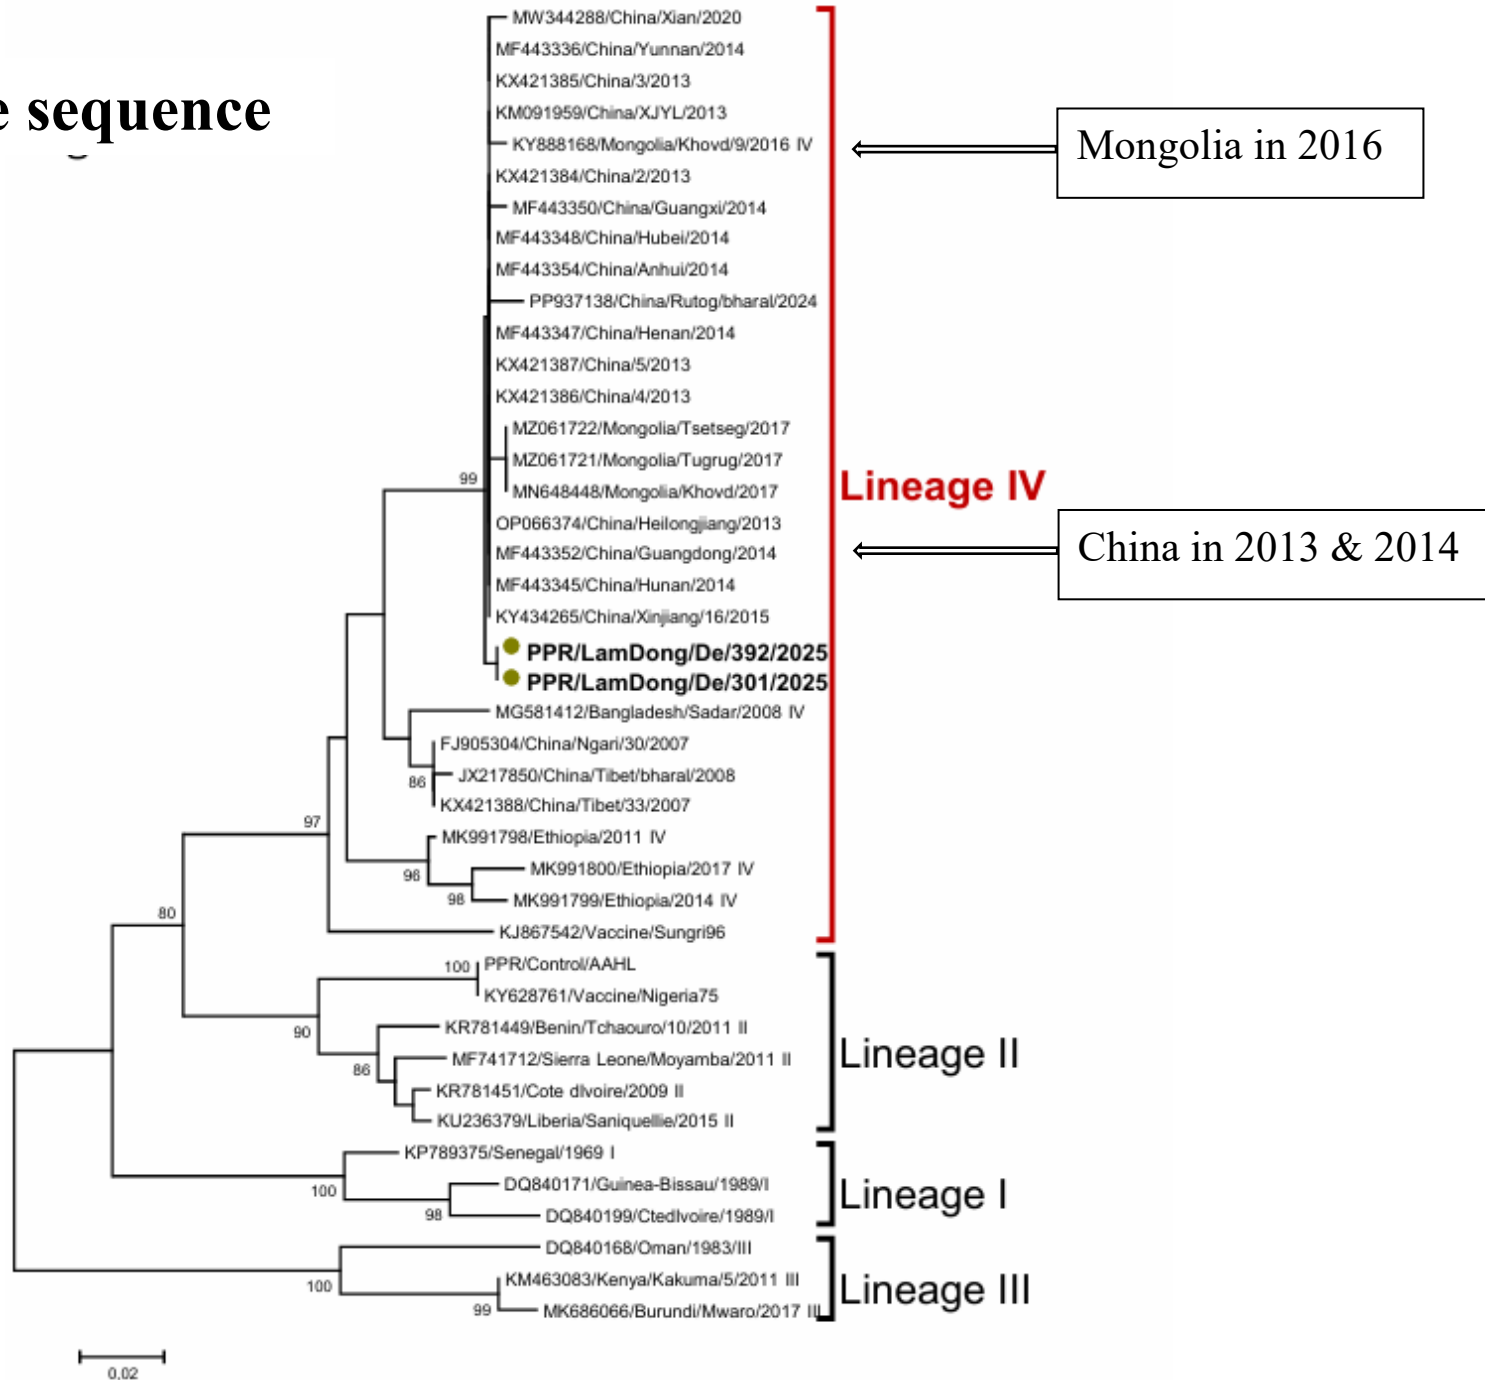 e sequence
MW344288/China/Xian/2020
MF443336/China/Yunnan/2014
KX421385/China/3/2013
KM091959/China/XJYL/2013
KY888168/Mongolia/Khovd/9/2016 IV
Mongolia in 2016
KX421384/China/2/2013
MF443350/China/Guangxi/2014
MF443348/China/Hubei/2014
MF443354/China/Anhui/2014
PP937138/China/Rutog/bharal/2024
MF443347/China/Henan/2014
KX421387/China/5/2013
KX421386/China/4/2013
MZ061722/Mongolia/Tsetseg/2017
MZ061721/Mongolia/Tugrug/2017
99
MN648448/Mongolia/Khovd/2017
Lineage IV
OP066374/China/Heilongjiang/2013
MF443352/China/Guangdong/2014
China in 2013 & 2014
MF443345/China/Hunan/2014
KY434265/China/Xinjiang/16/2015
PPR/LamDong/De/392/2025
PPR/LamDong/De/301/2025
MG581412/Bangladesh/Sadar/2008 IV
FJ905304/China/Ngari/30/2007
JX217850/China/Tibet/bharal/2008
86
KX421388/China/Tibet/33/2007
97
MK991798/Ethiopia/2011 IV
MK991800/Ethiopia/2017 IV
96
MK991799/Ethiopia/2014 IV
98
80
KJ867542/Vaccine/Sungri96
PPR/Control/AAHL
100
KY628761/Vaccine/Nigeria75
KR781449/Benin/Tchaouro/10/2011 II
90
MF741712/Sierra Leone/Moyamba/2011 II
Lineage II
86
KR781451/Cote dIvoire/2009 II
KU236379/Liberia/Saniquellie/2015 II
KP789375/Senegal/1969 I
DQ840171/Guinea-Bissau/1989/I
100
Lineage I
DQ840199/CtedIvoire/1989/I
98
DQ840168/Oman/1983/III
KM463083/Kenya/Kakuma/5/2011 III
100
Lineage III
MK686066/Burundi/Mwaro/2017 III
99
0.02